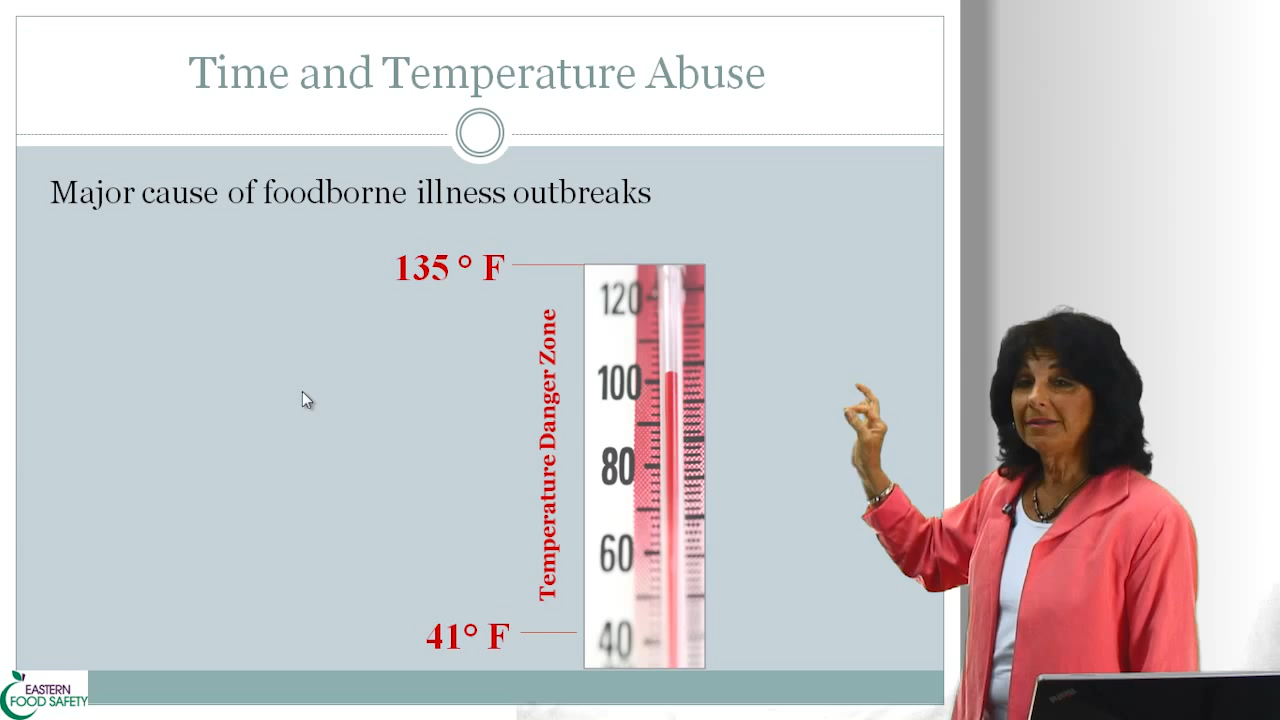 Time and Temperature Abuse
Major cause of foodborne illness outbreaks
135 ° F
120
100
80
60
40
Temperature Danger Zone
41° F
EASTERN
FOOD SAFETY